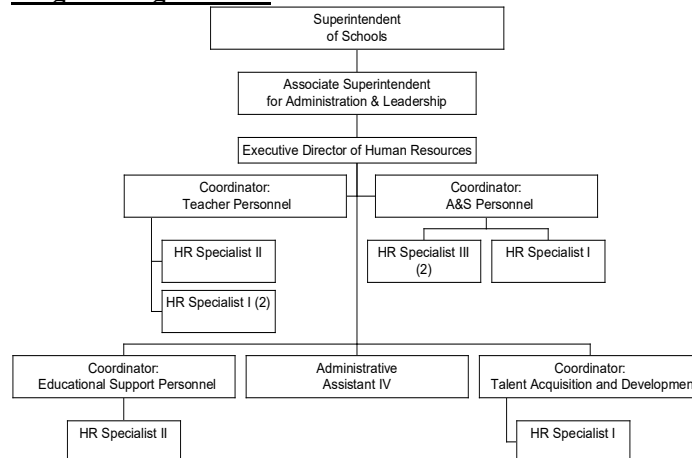 Superintendent
of Schools
Associate Superintendent
for Administration & Leadership
Executive Director of Human Resources
Coordinator:
Teacher Personnel
Coordinator:
A&S Personnel
HR Specialist II
HR Specialist III
(2)
HR Specialist I
HR Specialist I (2)
Coordinator:
Educational Support Personnel
Administrative
Assistant IV
Coordinator:
Talent Acquisition and Developmen
HR Specialist II
HR Specialist I